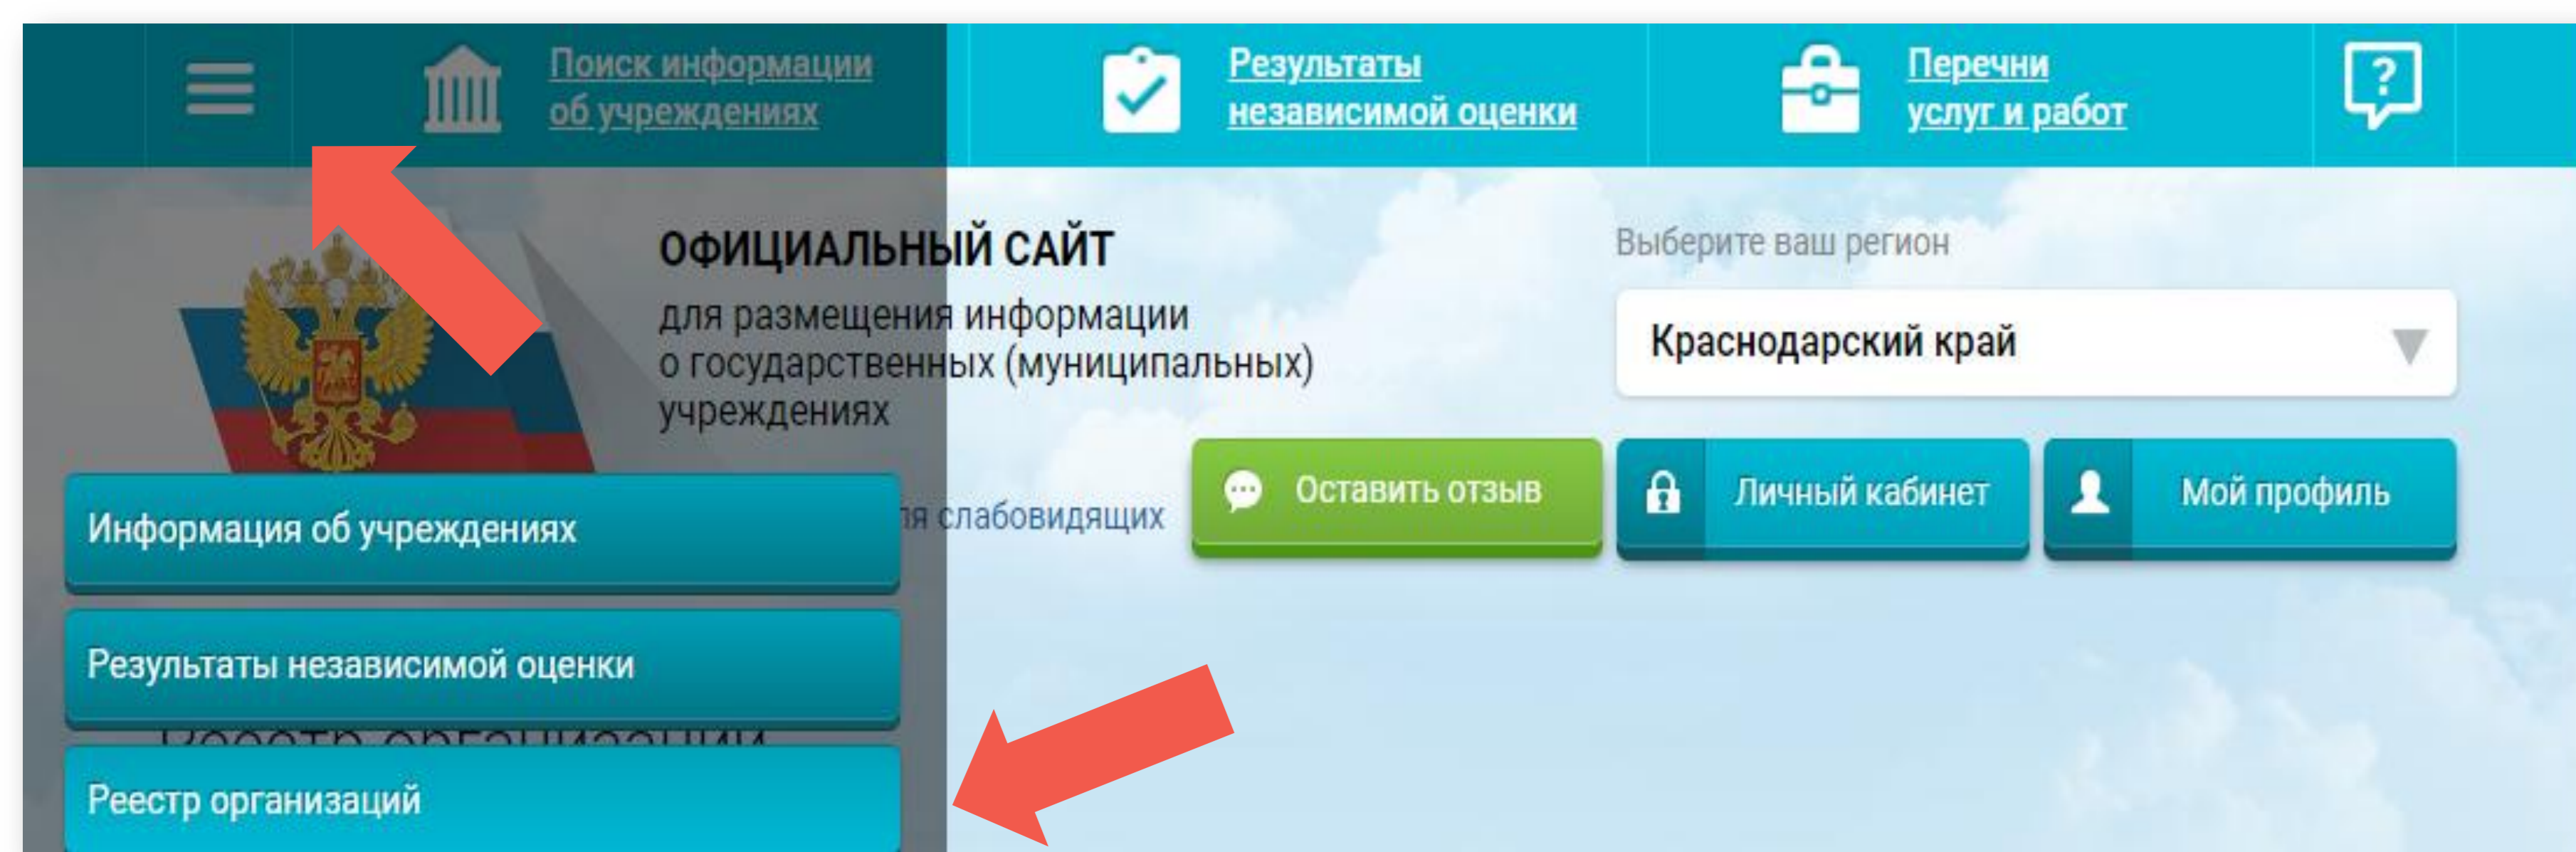 Поиск информации
об учреждениях
Результаты
независимой оценки
Перечни
услуг и работ
?
ОФИЦИАЛЬНЫЙ САЙТ
для размещения информации
о государственных (муниципальных)
учреждениях
Выберите ваш регион
Краснодарский край
слабовидящих
Оставить отзыв
Личный кабинет
Мой профиль
Информация об учреждениях
Результаты независимой оценки
Реестр организаций